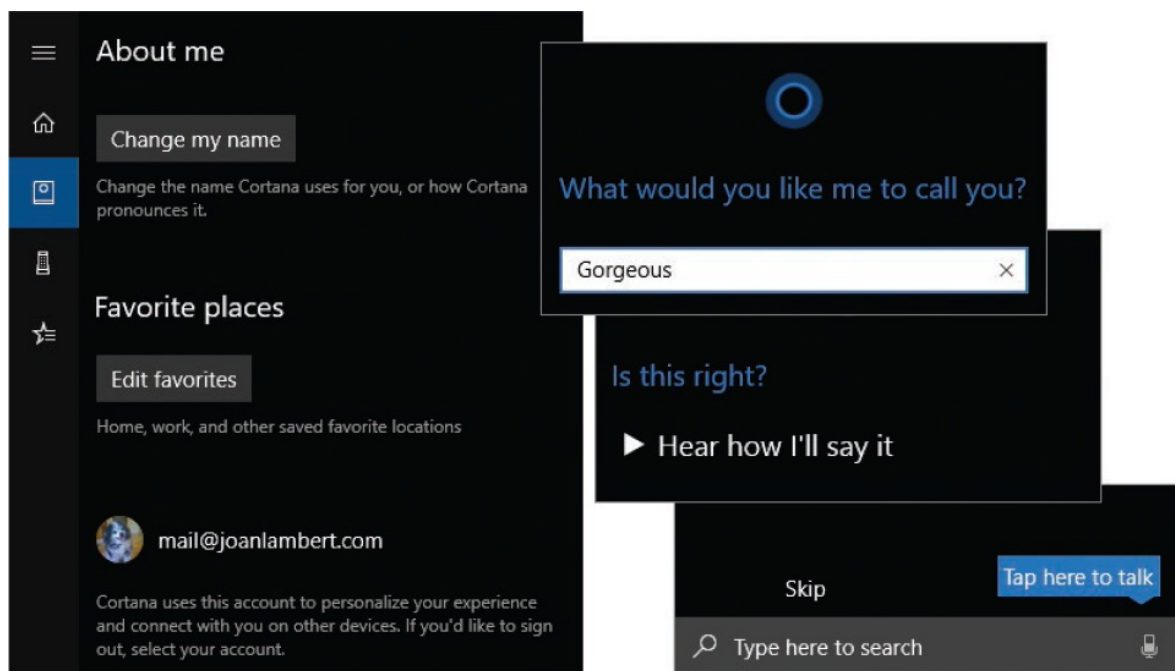 About me
Change my name
Change the name Cortana uses for you, or how Cortana
pronounces it.
Favorite places
Edit favorites
Home, work, and other saved favorite locations
mail@joanlambert.com
Cortana uses this account to personalize your experience
and connect with you on other devices. If you'd like to sign
out, select your account.
What would you like me to call you?
Gorgeous
Is this right?
Hear how I'll say it
Skip
Tap here to talk
Type here to search